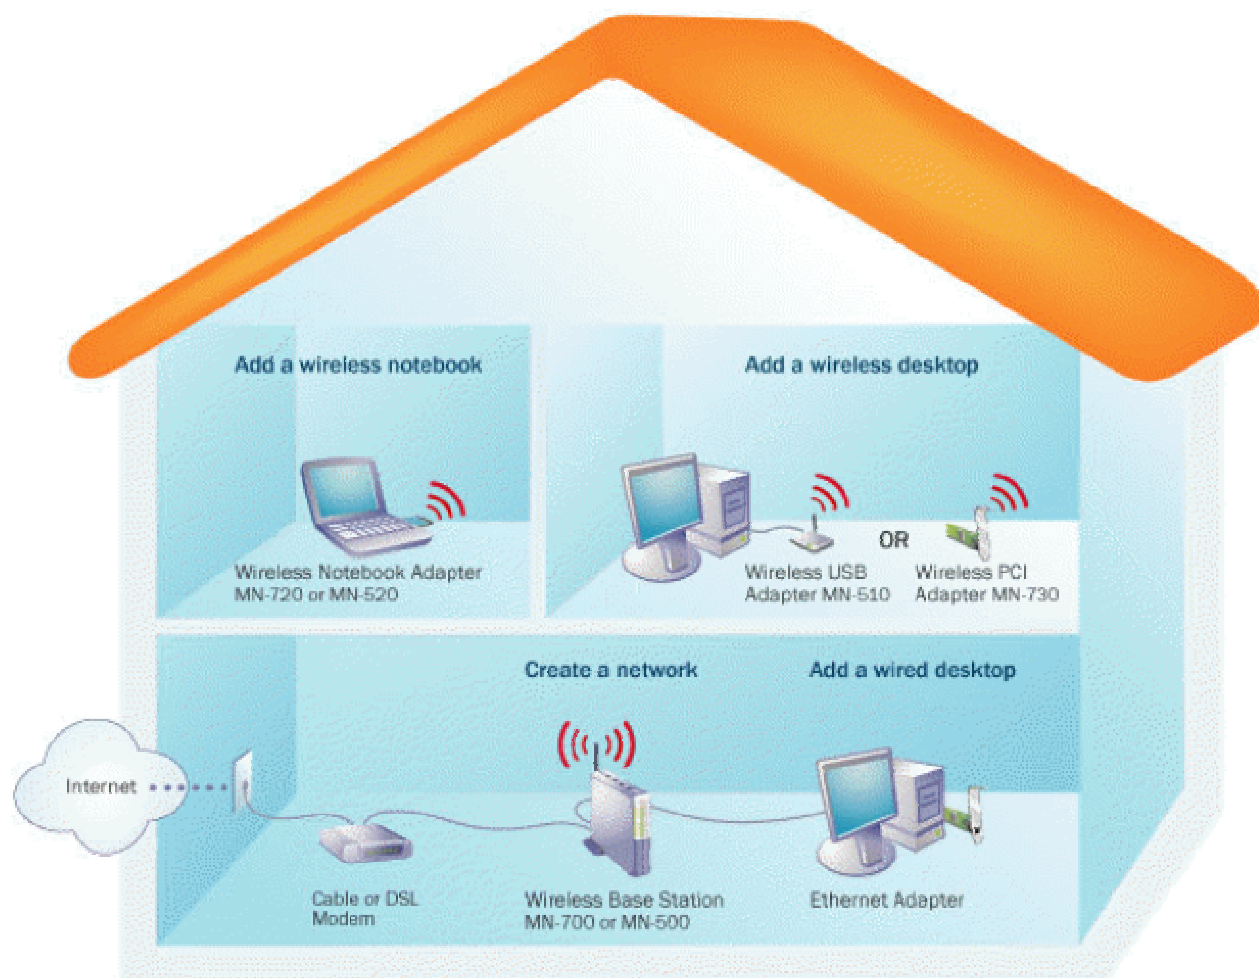 Add a wireless notebook
Add a wireless desktop
OR
Wireless Notebook Adapter
MN-720 or MN-520
Wireless USB
Adapter MN-510
Wireless PCI
Adapter MN-730
Create a network
Add a wired desktop
Internet
Cable or DSL
Modem
Wireless Base Station
MN-700 or MN-500
Ethernet Adapter